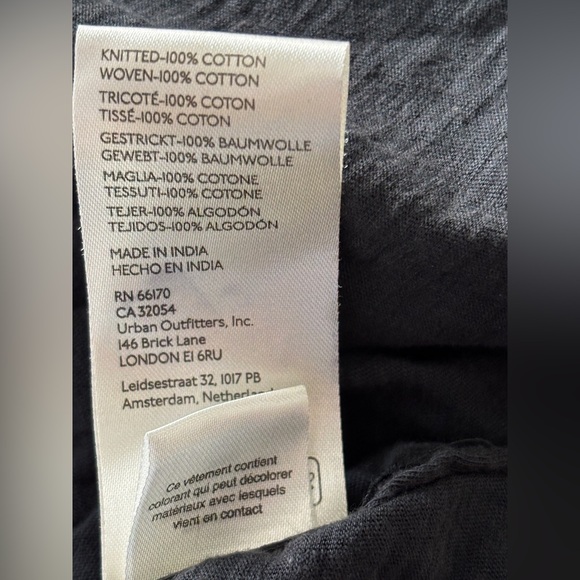 KNITTED-100% COTTON
WOVEN-100% COTTON
TRICOTÉ-100% COTON
TISSÉ-100% COTON
GESTRICKT-100% BAUMWOLLE
GEWEBT-100% BAUMWOLLE
MAGLIA-100% COTONE
TESSUTI-100% COTONE
TEJER-100% ALGODÓN
TEJIDOS-100% ALGODÓN
MADE IN INDIA
HECHO EN INDIA
RN 66170
CA 32054
Urban Outfitters, Inc.
146 Brick Lane
LONDON E1 6RU
Leidsestraat 32, 1017 PB
Amsterdam,
Ce vêtement contient
colorant qui peut décolorer
matériaux avec lesquels
vient en contact